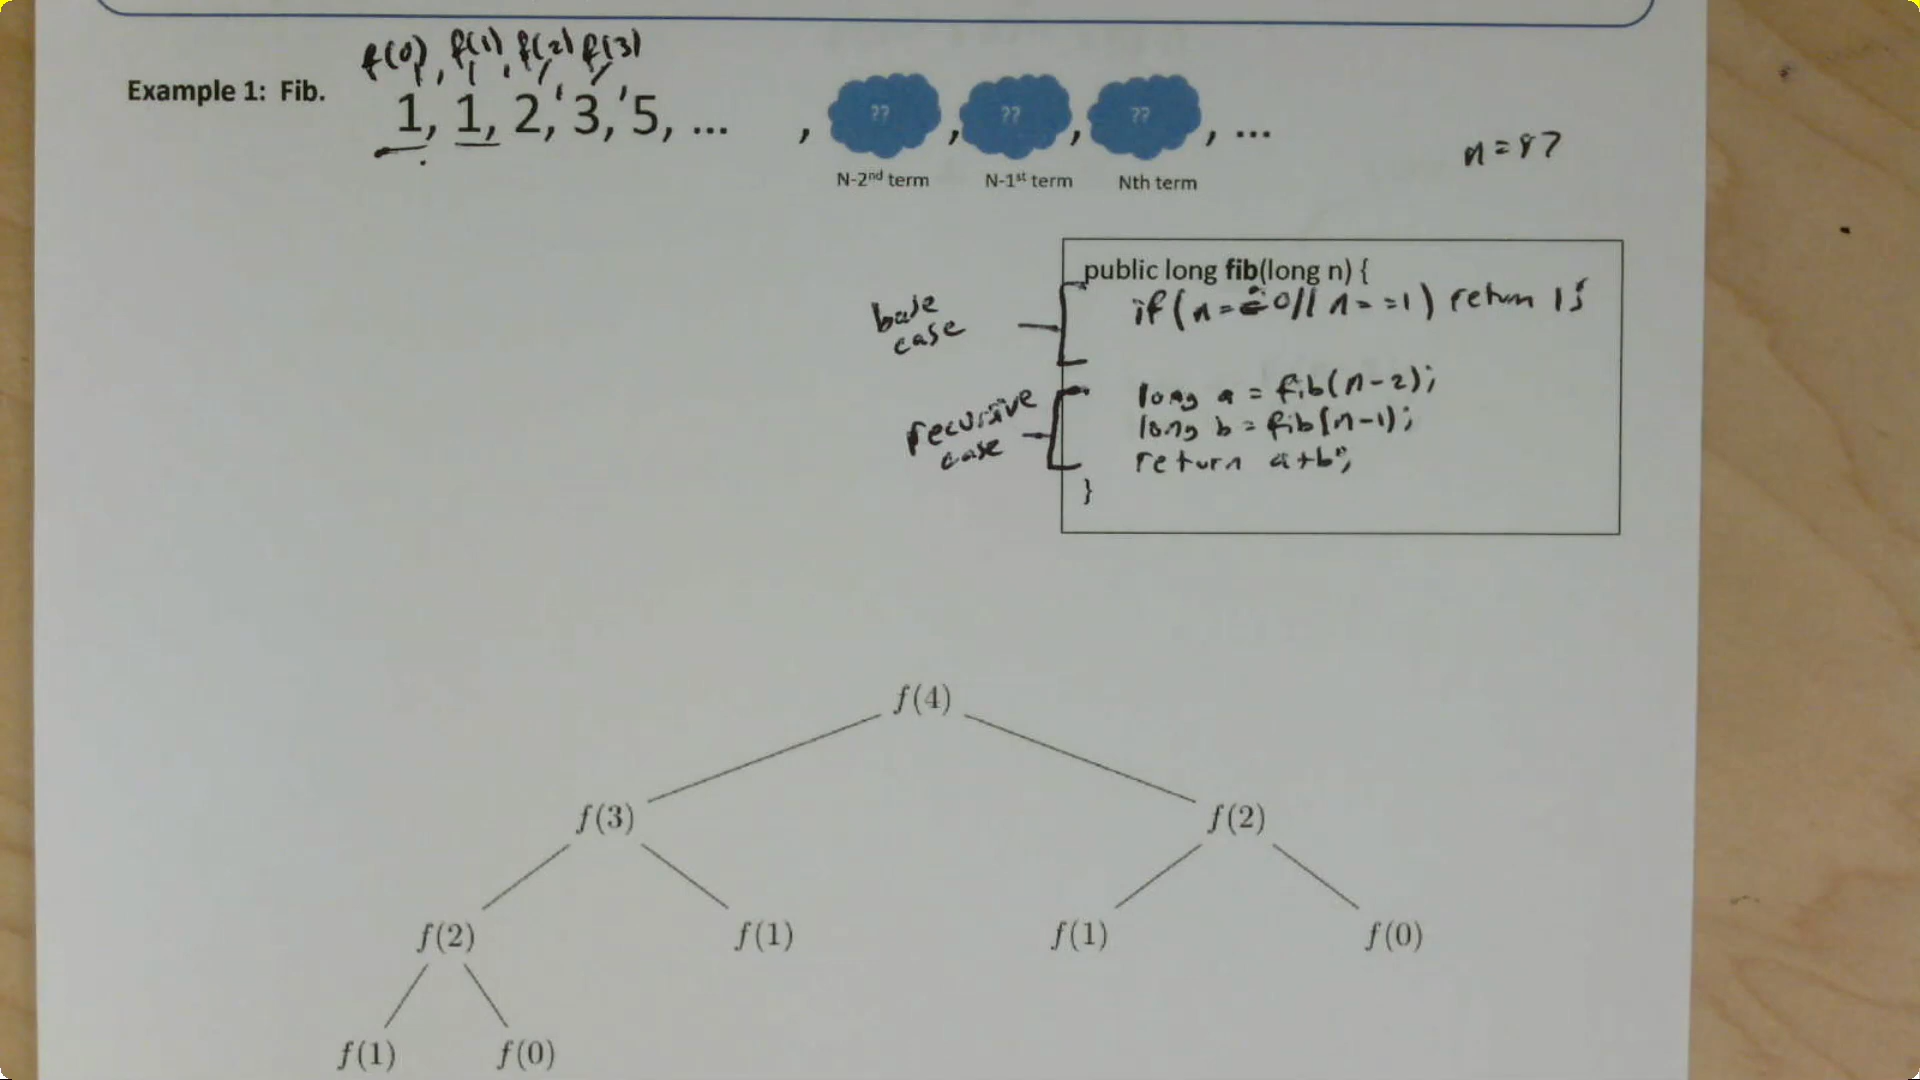 f(0), f(1), f(2), f(3)
Example 1: Fib. 1, 1, 2, 3, 5, ... , ??, ??, ??, ...
n=87
N-2nd term N-1st term Nth term
public long fib(long n) {
base case
if (n==0 || n==1) return 1;
recursive case
long a = fib(n-2);
long b = fib(n-1);
return a+b;
}
f(4)
f(3) f(2)
f(2) f(1) f(1) f(0)
f(1) f(0)